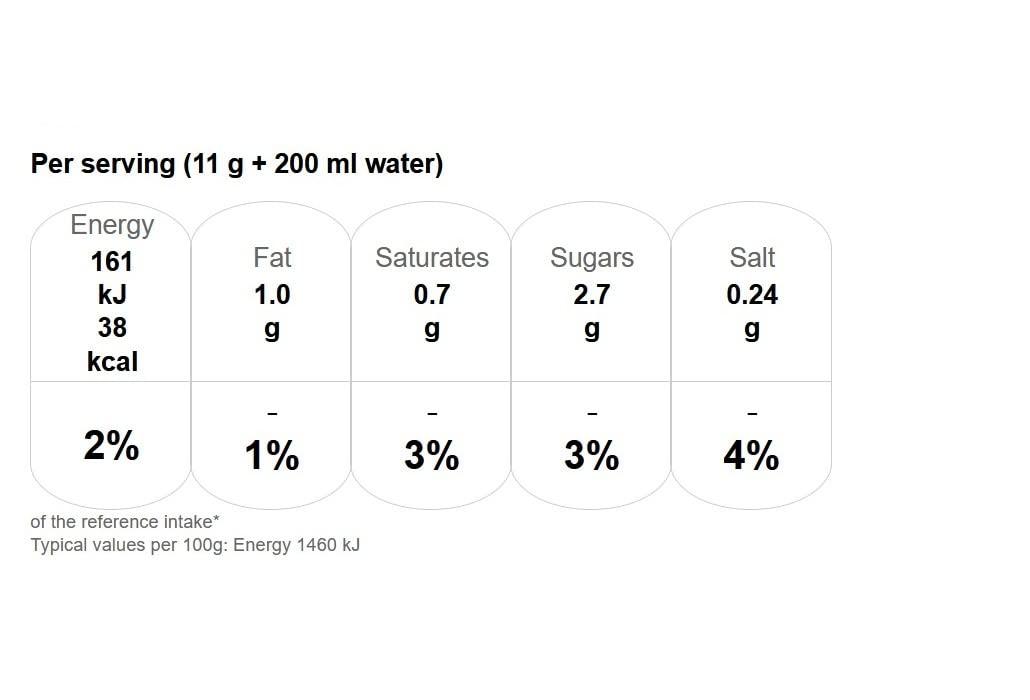 Per serving (11 g + 200 ml water)
Energy
161
kJ
38
kcal
2%
Fat
1.0
g
–
1%
Saturates
0.7
g
–
3%
Sugars
2.7
g
–
3%
Salt
0.24
g
–
4%
of the reference intake*
Typical values per 100g: Energy 1460 kJ